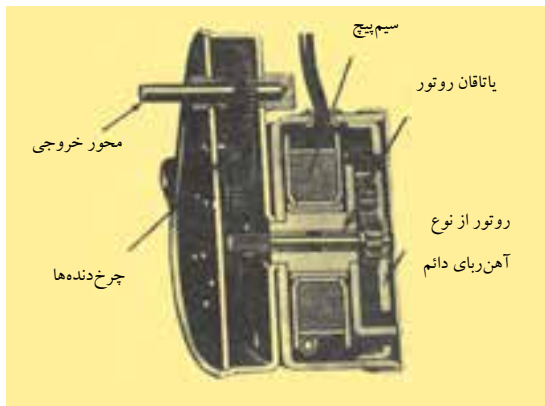 سیم‌پیچ
یاتاقان روتور
محور خروجی
روتور از نوع
آهن‌ربای دائم
چرخ‌دنده‌ها